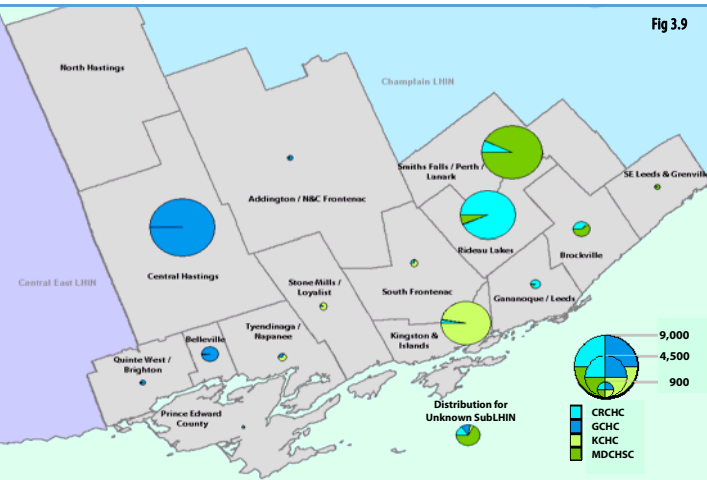 Fig 3.9
North Hastings
Champlain LHIN
Smiths Falls / Perth /
Lanark
SE Leeds & Grenville
Addington / N&C Frontenac
Rideau Lakes
Brockville
Central East LHIN
Central Hastings
Stone Mills /
Loyalist
South Frontenac
Gananoque / Leeds
Kingston &
Islands
Tyendinaga /
Napanee
Belleville
Quinte West /
Brighton
Prince Edward
County
Distribution for
Unknown SubLHIN
9,000
4,500
900
CRCHC
GCHC
KCHC
MDCHSC